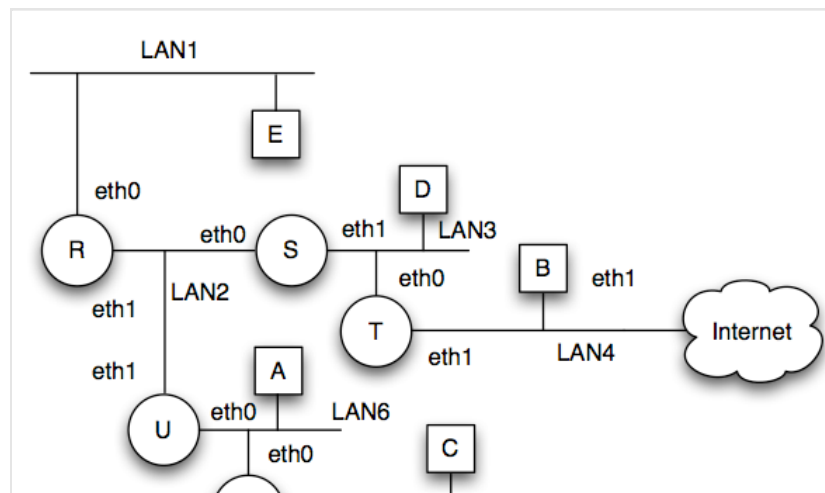 LAN1
E
eth0
D
R
eth0
S
eth1
LAN3
eth0
B
eth1
eth1
LAN2
T
Internet
eth1
LAN4
eth1
A
U
eth0
LAN6
eth0
C